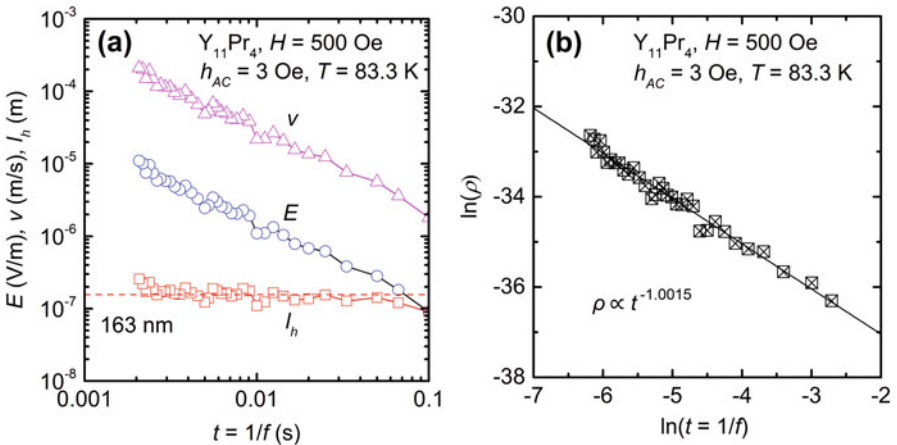 (a)
Y₁₁Pr₄, H = 500 Oe
h_AC = 3 Oe, T = 83.3 K
10⁻³
10⁻⁴
10⁻⁵
10⁻⁶
10⁻⁷
10⁻⁸
E (V/m), v (m/s), l_h (m)
v
E
163 nm
l_h
0.001
0.01
0.1
t = 1/f (s)
(b)
Y₁₁Pr₄, H = 500 Oe
h_AC = 3 Oe, T = 83.3 K
-30
-32
-34
-36
-38
ln(ρ)
ρ ∝ t^-1.0015
-7
-6
-5
-4
-3
-2
ln(t = 1/f)